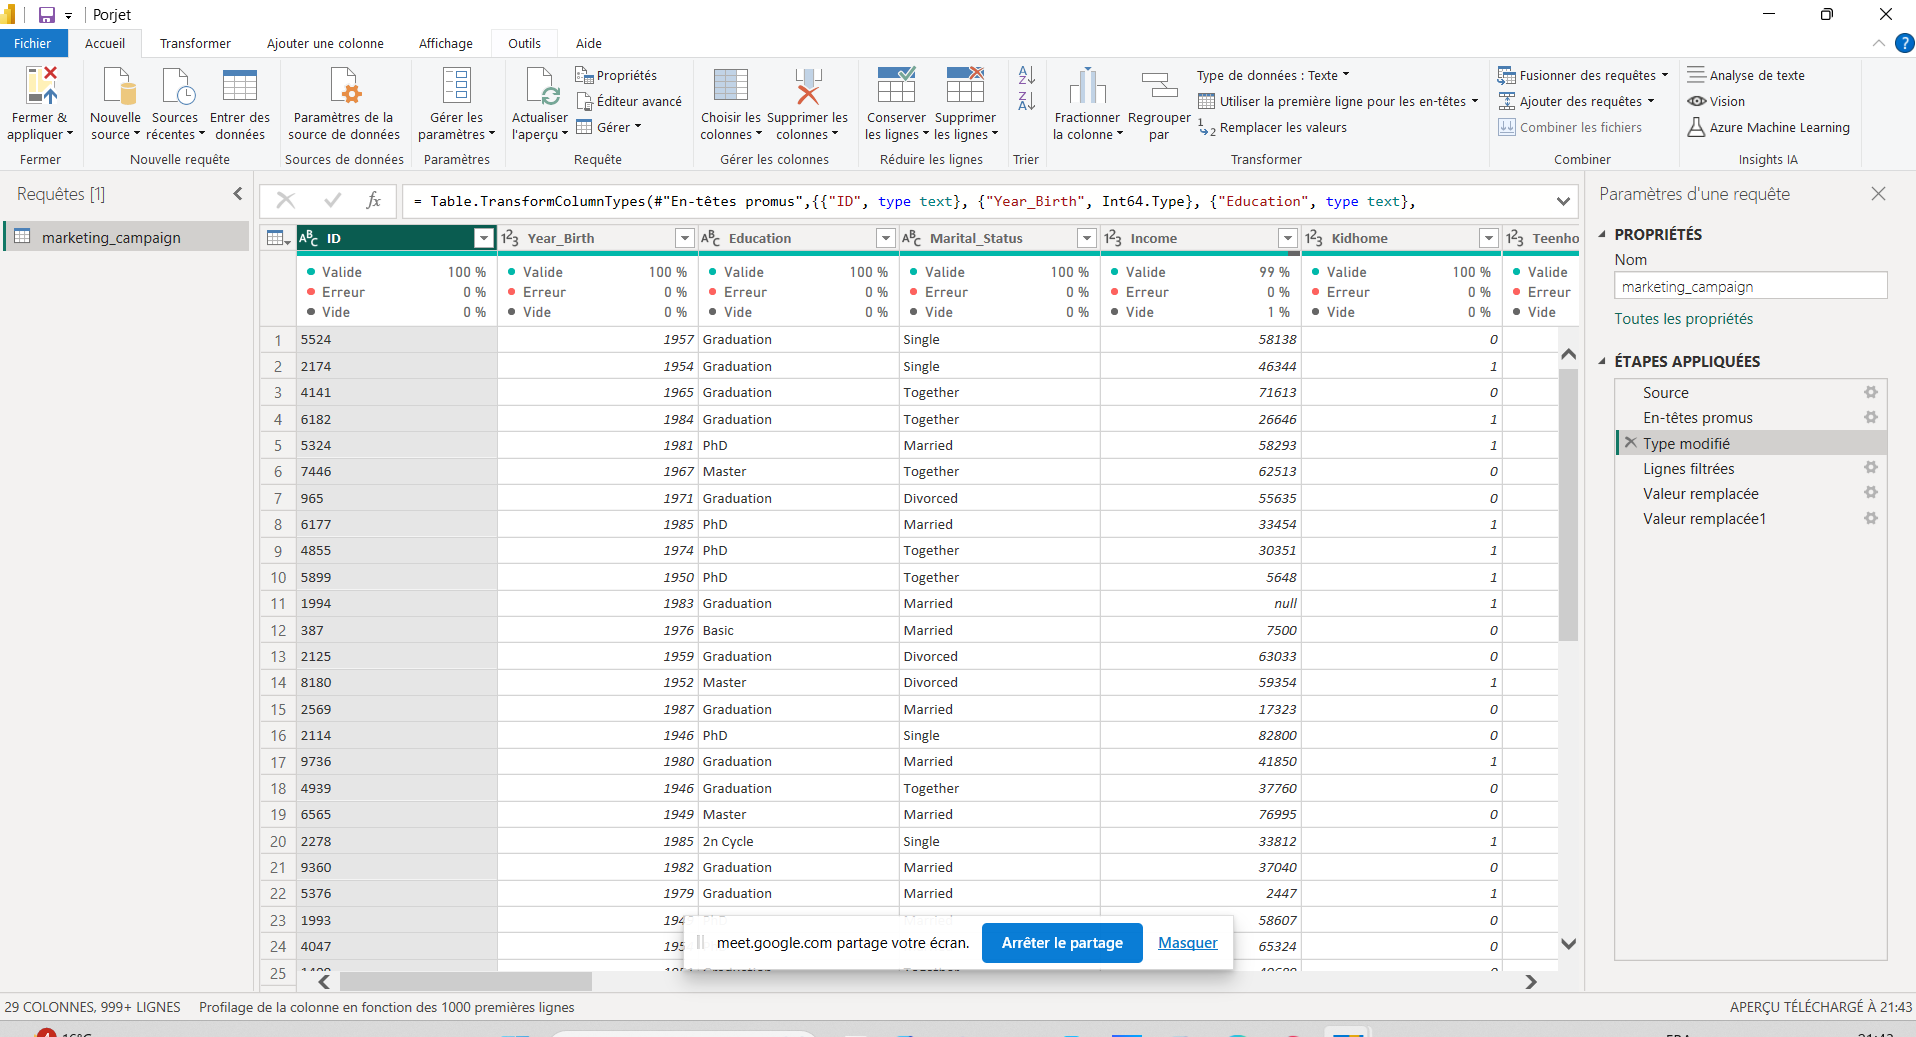 Porjet
Fichier Accueil Transformer Ajouter une colonne Affichage Outils Aide
Fermer & appliquer
Fermer
Nouvelle source
Sources récentes
Entrer des données
Nouvelle requête
Paramètres de la source de données
Sources de données
Gérer les paramètres
Paramètres
Actualiser l'aperçu
Propriétés
Éditeur avancé
Gérer
Requête
Choisir les colonnes
Supprimer les colonnes
Gérer les colonnes
Conserver les lignes
Supprimer les lignes
Réduire les lignes
Trier
Fractionner la colonne
Regrouper par
Type de données : Texte
Utiliser la première ligne pour les en-têtes
Remplacer les valeurs
Transformer
Fusionner des requêtes
Ajouter des requêtes
Combiner les fichiers
Combiner
Analyse de texte
Vision
Azure Machine Learning
Insights IA
Requêtes [1]
marketing_campaign
= Table.TransformColumnTypes(#"En-têtes promus",{{"ID", type text}, {"Year_Birth", Int64.Type}, {"Education", type text},
ID Year_Birth Education Marital_Status Income Kidhome Teenho
Valide 100 % Valide 100 % Valide 100 % Valide 100 % Valide 99 % Valide 100 % Valide
Erreur 0 % Erreur 0 % Erreur 0 % Erreur 0 % Erreur 0 % Erreur 0 % Erreur
Vide 0 % Vide 0 % Vide 0 % Vide 0 % Vide 1 % Vide 0 % Vide
1 5524 1957 Graduation Single 58138 0
2 2174 1954 Graduation Single 46344 1
3 4141 1965 Graduation Together 71613 0
4 6182 1984 Graduation Together 26646 1
5 5324 1981 PhD Married 58293 1
6 7446 1967 Master Together 62513 0
7 965 1971 Graduation Divorced 55635 0
8 6177 1985 PhD Married 33454 1
9 4855 1974 PhD Together 30351 1
10 5899 1950 PhD Together 5648 1
11 1994 1983 Graduation Married null 1
12 387 1976 Basic Married 7500 0
13 2125 1959 Graduation Divorced 63033 0
14 8180 1952 Master Divorced 59354 1
15 2569 1987 Graduation Married 17323 0
16 2114 1946 PhD Single 82800 0
17 9736 1980 Graduation Married 41850 1
18 4939 1946 Graduation Together 37760 0
19 6565 1949 Master Married 76995 0
20 2278 1985 2n Cycle Single 33812 1
21 9360 1982 Graduation Married 37040 0
22 5376 1979 Graduation Married 2447 1
23 1993 58607 0
24 4047 65324 0
25
meet.google.com partage votre écran. Arrêter le partage Masquer
Paramètres d'une requête
PROPRIÉTÉS
Nom
marketing_campaign
Toutes les propriétés
ÉTAPES APPLIQUÉES
Source
En-têtes promus
Type modifié
Lignes filtrées
Valeur remplacée
Valeur remplacée1
29 COLONNES, 999+ LIGNES Profilage de la colonne en fonction des 1000 premières lignes APERÇU TÉLÉCHARGÉ À 21:43